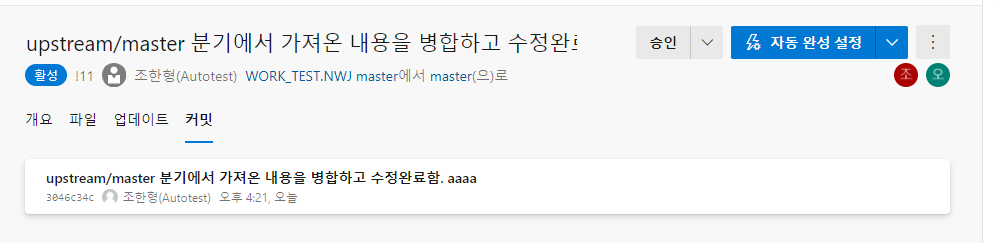 upstream/master 분기에서 가져온 내용을 병합하고 수정완료
승인
자동 완성 설정
활성 !11 조한형(Autotest) WORK_TEST.NWJ master에서 master(으)로
조 오
개요 파일 업데이트 커밋
upstream/master 분기에서 가져온 내용을 병합하고 수정완료함. aaaa
3046c34c 조한형(Autotest) 오후 4:21, 오늘